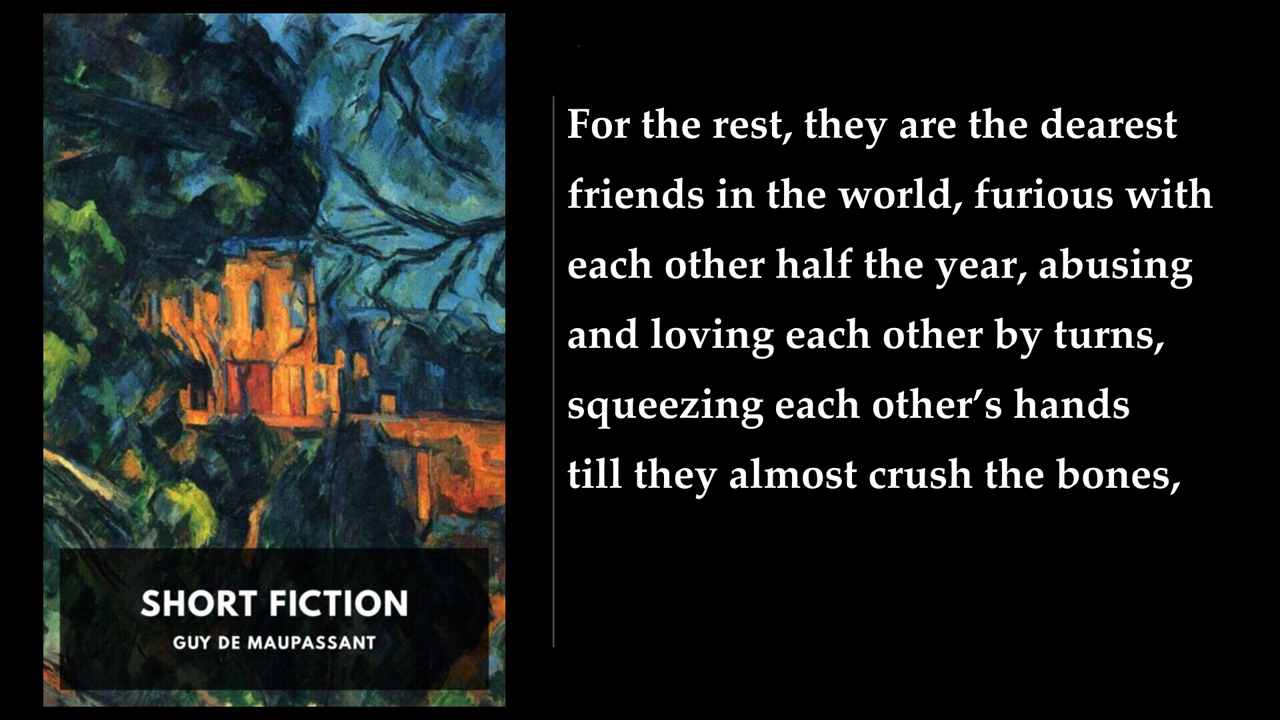 SHORT FICTION
GUY DE MAUPASSANT
For the rest, they are the dearest
friends in the world, furious with
each other half the year, abusing
and loving each other by turns,
squeezing each other’s hands
till they almost crush the bones,